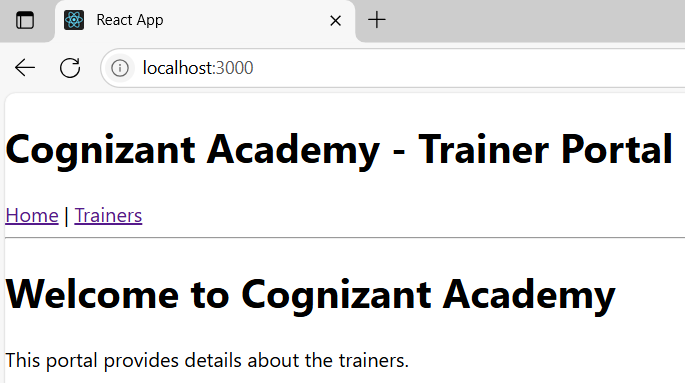 React App
localhost:3000
Cognizant Academy - Trainer Portal
Home | Trainers
Welcome to Cognizant Academy
This portal provides details about the trainers.